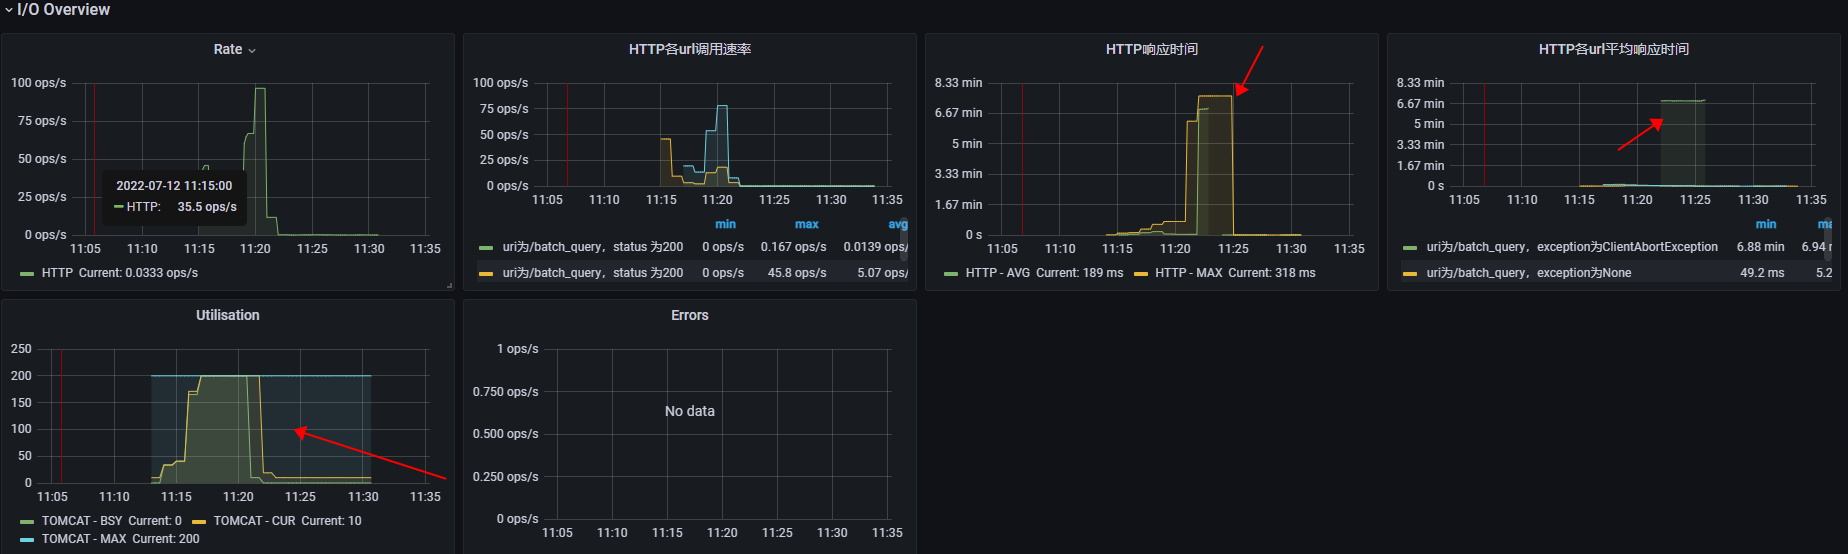 I/O Overview
Rate
100 ops/s
75 ops/s
50 ops/s
25 ops/s
0 ops/s
2022-07-12 11:15:00
HTTP: 35.5 ops/s
11:05 11:10 11:15 11:20 11:25 11:30 11:35
HTTP Current: 0.0333 ops/s
HTTP各url调用速率
100 ops/s
75 ops/s
50 ops/s
25 ops/s
0 ops/s
11:05 11:10 11:15 11:20 11:25 11:30 11:35
min max avg
uri为/batch_query，status 为200 0 ops/s 0.167 ops/s 0.0139 ops/
uri为/batch_query，status 为200 0 ops/s 45.8 ops/s 5.07 ops/
HTTP响应时间
8.33 min
6.67 min
5 min
3.33 min
1.67 min
0 s
11:05 11:10 11:15 11:20 11:25 11:30 11:35
HTTP - AVG Current: 189 ms HTTP - MAX Current: 318 ms
HTTP各url平均响应时间
8.33 min
6.67 min
5 min
3.33 min
1.67 min
0 s
11:05 11:10 11:15 11:20 11:25 11:30 11:35
min ma
uri为/batch_query，exception为ClientAbortException 6.88 min 6.94 r
uri为/batch_query，exception为None 49.2 ms 5.2
Utilisation
250
200
150
100
50
0
11:05 11:10 11:15 11:20 11:25 11:30 11:35
TOMCAT - BSY Current: 0 TOMCAT - CUR Current: 10
TOMCAT - MAX Current: 200
Errors
1 ops/s
0.750 ops/s
0.500 ops/s
0.250 ops/s
0 ops/s
No data
11:05 11:10 11:15 11:20 11:25 11:30 11:35